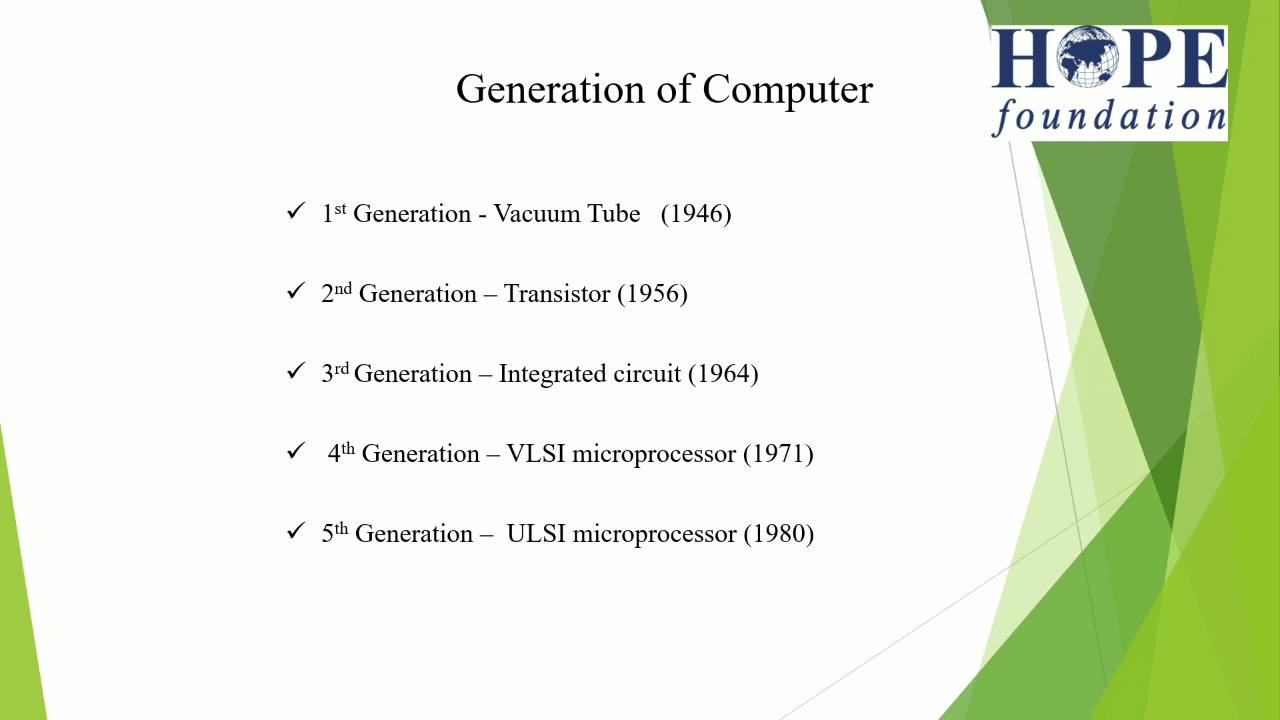 Generation of Computer
HOPE
foundation
✓ 1st Generation - Vacuum Tube (1946)
✓ 2nd Generation – Transistor (1956)
✓ 3rd Generation – Integrated circuit (1964)
✓ 4th Generation – VLSI microprocessor (1971)
✓ 5th Generation – ULSI microprocessor (1980)